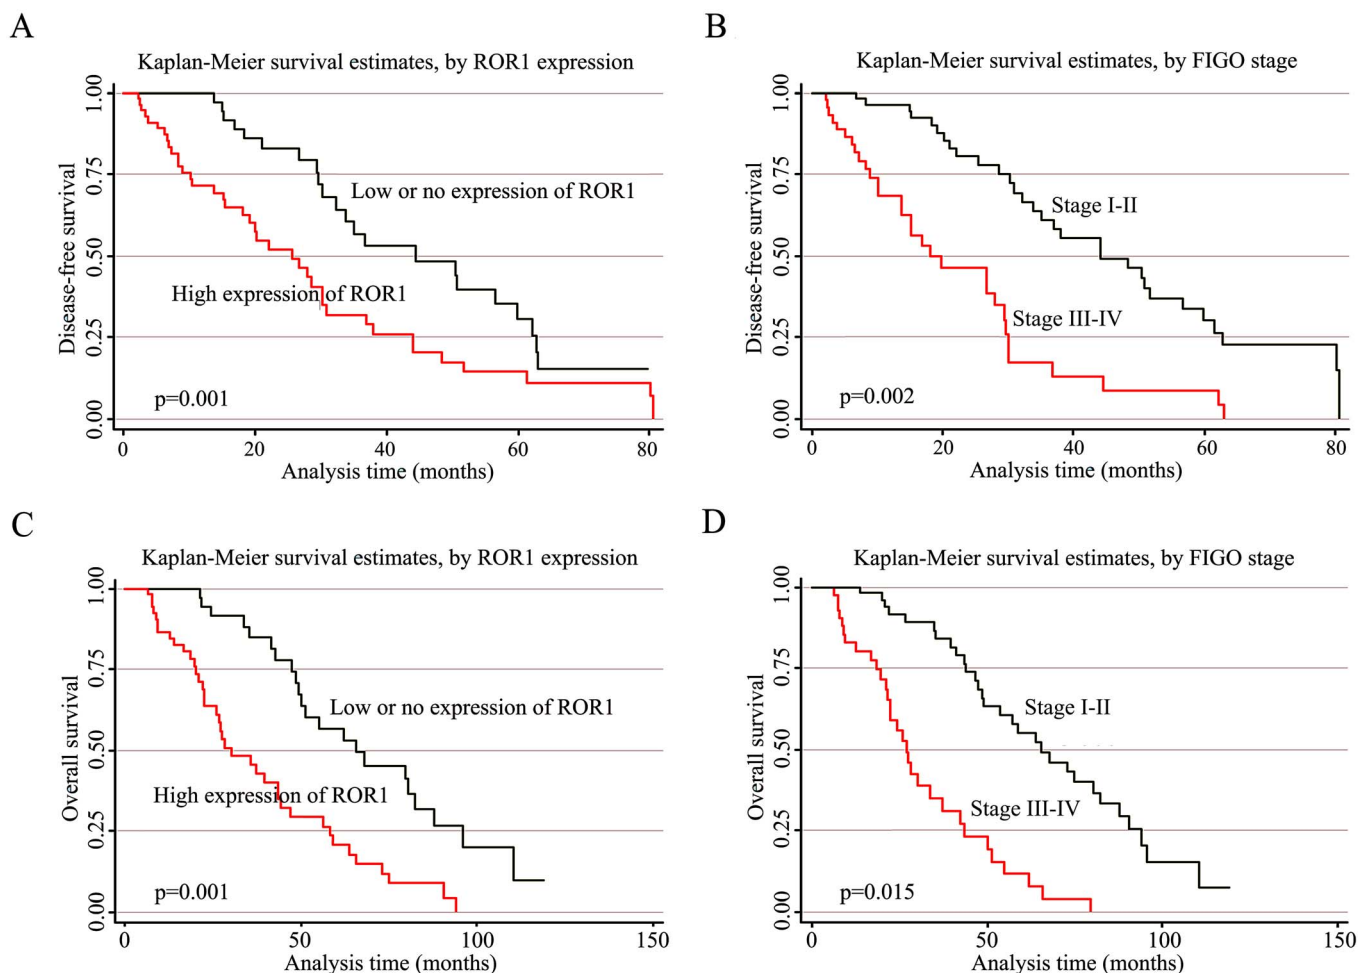 A
Kaplan-Meier survival estimates, by ROR1 expression
Disease-free survival
1.00
0.75
0.50
0.25
0.00
Low or no expression of ROR1
High expression of ROR1
p=0.001
0 20 40 60 80
Analysis time (months)
B
Kaplan-Meier survival estimates, by FIGO stage
Disease-free survival
1.00
0.75
0.50
0.25
0.00
Stage I-II
Stage III-IV
p=0.002
0 20 40 60 80
Analysis time (months)
C
Kaplan-Meier survival estimates, by ROR1 expression
Overall survival
1.00
0.75
0.50
0.25
0.00
Low or no expression of ROR1
High expression of ROR1
p=0.001
0 50 100 150
Analysis time (months)
D
Kaplan-Meier survival estimates, by FIGO stage
Overall survival
1.00
0.75
0.50
0.25
0.00
Stage I-II
Stage III-IV
p=0.015
0 50 100 150
Analysis time (months)